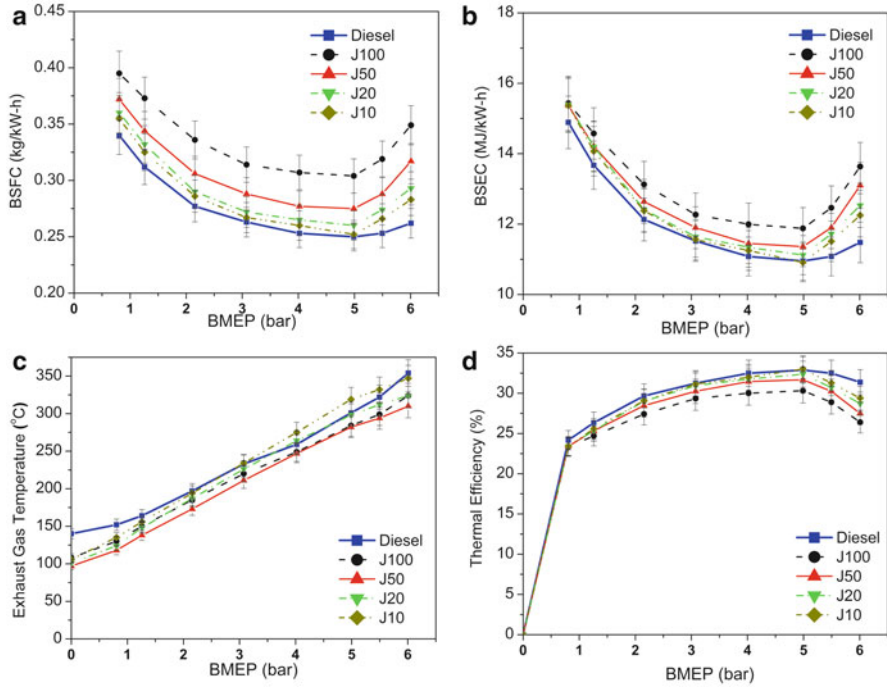 a
BSFC (kg/kW-h)
0.45
0.40
0.35
0.30
0.25
0.20
0 1 2 3 4 5 6
BMEP (bar)
Diesel
J100
J50
J20
J10
b
BSEC (MJ/kW-h)
18
16
14
12
10
0 1 2 3 4 5 6
BMEP (bar)
Diesel
J100
J50
J20
J10
c
Exhaust Gas Temperature (°C)
350
300
250
200
150
100
50
0
0 1 2 3 4 5 6
BMEP (bar)
Diesel
J100
J50
J20
J10
d
Thermal Efficiency (%)
35
30
25
20
15
10
5
0
0 1 2 3 4 5 6
BMEP (bar)
Diesel
J100
J50
J20
J10